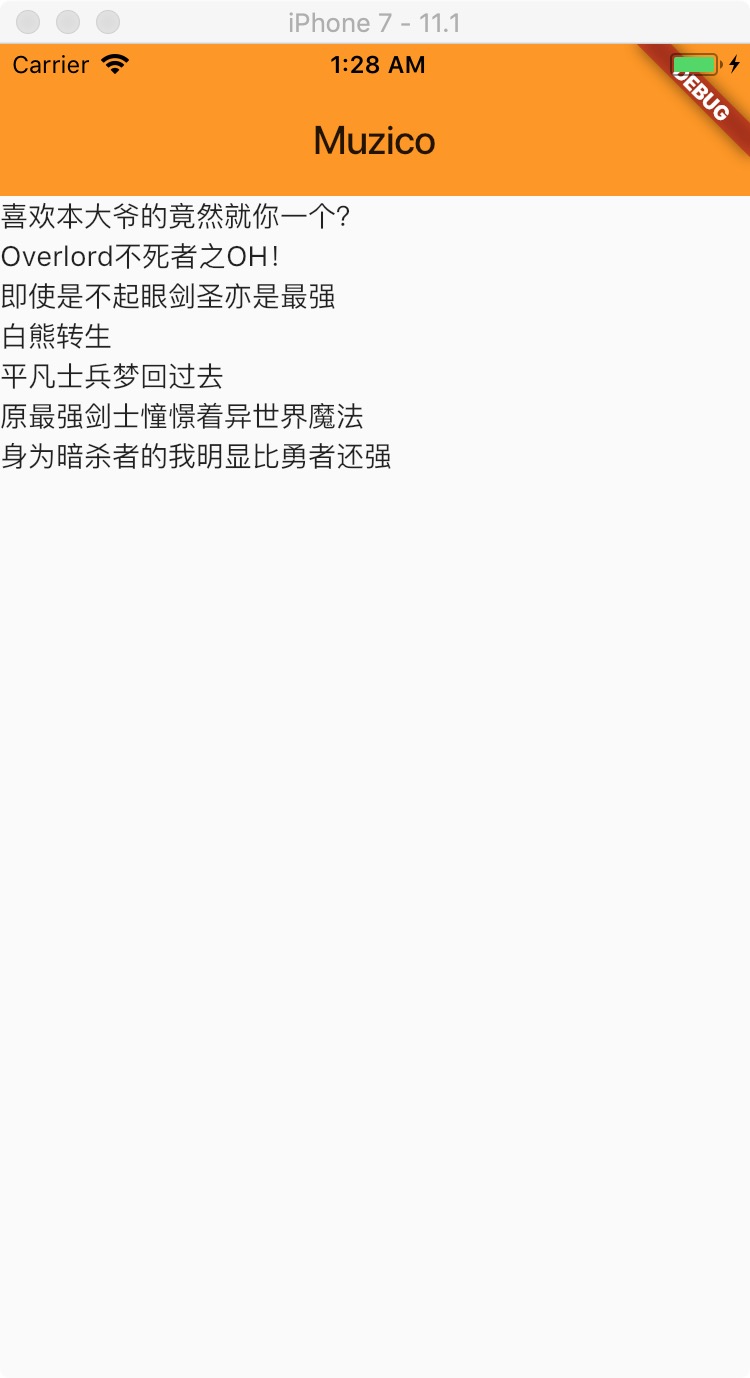 iPhone 7 - 11.1
Carrier 1:28 AM
DEBUG
Muzico
喜欢本大爷的竟然就你一个?
Overlord不死者之OH!
即使是不起眼剑圣亦是最强
白熊转生
平凡士兵梦回过去
原最强剑士憧憬着异世界魔法
身为暗杀者的我明显比勇者还强